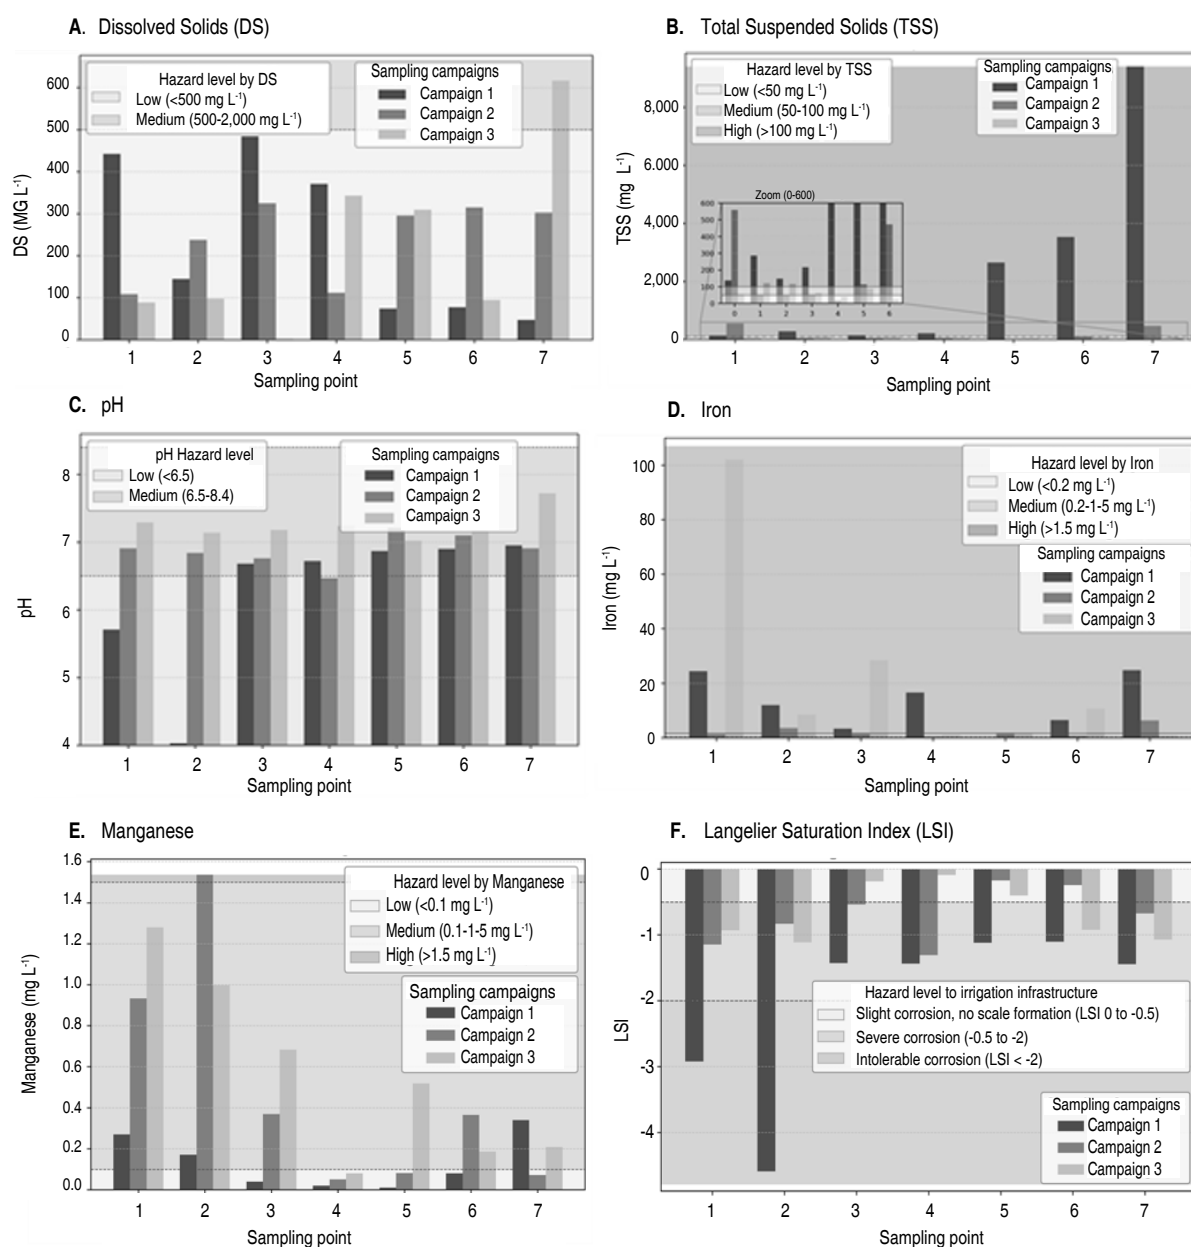 A. Dissolved Solids (DS)
Hazard level by DS
Low (<500 mg L-1)
Medium (500-2,000 mg L-1)
Sampling campaigns
Campaign 1
Campaign 2
Campaign 3
DS (MG L-1)
600
500
400
300
200
100
0
1 2 3 4 5 6 7
Sampling point
B. Total Suspended Solids (TSS)
Hazard level by TSS
Low (<50 mg L-1)
Medium (50-100 mg L-1)
High (>100 mg L-1)
Sampling campaigns
Campaign 1
Campaign 2
Campaign 3
TSS (mg L-1)
8,000
6.000
4,000
2,000
0
Zoom (0-600)
600
500
400
300
200
100
0
0 1 2 3 4 5 6
1 2 3 4 5 6 7
Sampling point
C. pH
pH Hazard level
Low (<6.5)
Medium (6.5-8.4)
Sampling campaigns
Campaign 1
Campaign 2
Campaign 3
pH
8
7
6
5
4
1 2 3 4 5 6 7
Sampling point
D. Iron
Hazard level by Iron
Low (<0.2 mg L-1)
Medium (0.2-1-5 mg L-1)
High (>1.5 mg L-1)
Sampling campaigns
Campaign 1
Campaign 2
Campaign 3
Iron (mg L-1)
100
80
60
40
20
0
1 2 3 4 5 6 7
Sampling point
E. Manganese
Hazard level by Manganese
Low (<0.1 mg L-1)
Medium (0.1-1-5 mg L-1)
High (>1.5 mg L-1)
Sampling campaigns
Campaign 1
Campaign 2
Campaign 3
Manganese (mg L-1)
1.6
1.4
1.2
1.0
0.8
0.6
0.4
0.2
0.0
1 2 3 4 5 6 7
Sampling point
F. Langelier Saturation Index (LSI)
LSI
0
-1
-2
-3
-4
Hazard level to irrigation infrastructure
Slight corrosion, no scale formation (LSI 0 to -0.5)
Severe corrosion (-0.5 to -2)
Intolerable corrosion (LSI < -2)
Sampling campaigns
Campaign 1
Campaign 2
Campaign 3
1 2 3 4 5 6 7
Sampling point